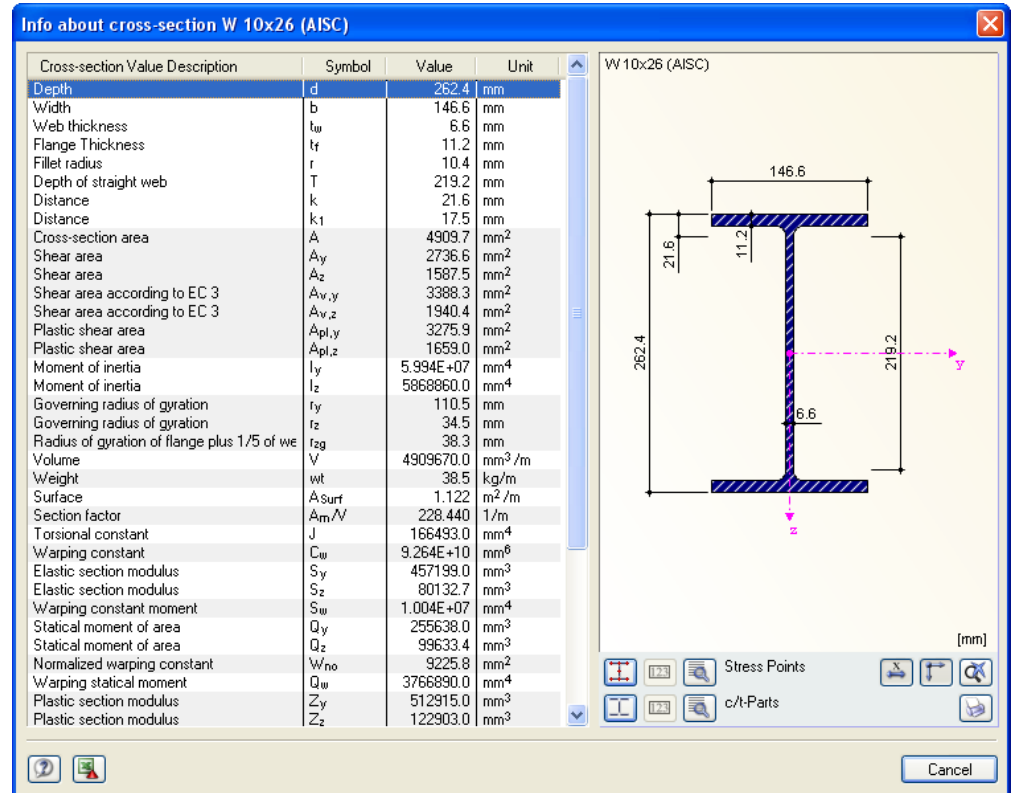 Info about cross-section W 10x26 (AISC)
Cross-section Value Description Symbol Value Unit
Depth d 262.4 mm
Width b 146.6 mm
Web thickness tw 6.6 mm
Flange Thickness tf 11.2 mm
Fillet radius r 10.4 mm
Depth of straight web T 219.2 mm
Distance k 21.6 mm
Distance k1 17.5 mm
Cross-section area A 4909.7 mm2
Shear area Ay 2736.6 mm2
Shear area Az 1587.5 mm2
Shear area according to EC 3 Av,y 3388.3 mm2
Shear area according to EC 3 Av,z 1940.4 mm2
Plastic shear area Apl,y 3275.9 mm2
Plastic shear area Apl,z 1659.0 mm2
Moment of inertia Iy 5.994E+07 mm4
Moment of inertia Iz 5868860.0 mm4
Governing radius of gyration ry 110.5 mm
Governing radius of gyration rz 34.5 mm
Radius of gyration of flange plus 1/5 of we rzg 38.3 mm
Volume V 4909670.0 mm3/m
Weight wt 38.5 kg/m
Surface Asurf 1.122 m2/m
Section factor Am/V 228.440 1/m
Torsional constant J 166493.0 mm4
Warping constant Cw 9.264E+10 mm6
Elastic section modulus Sy 457199.0 mm3
Elastic section modulus Sz 80132.7 mm3
Warping constant moment Sw 1.004E+07 mm4
Statical moment of area Qy 255638.0 mm3
Statical moment of area Qz 99633.4 mm3
Normalized warping constant Wno 9225.8 mm2
Warping statical moment Qw 3766890.0 mm4
Plastic section modulus Zy 512915.0 mm3
Plastic section modulus Zz 122903.0 mm3
W 10x26 (AISC)
146.6
21.6
11.2
262.4
219.2
y
6.6
z
[mm]
123
Stress Points
x
123
c/t-Parts
?
Cancel